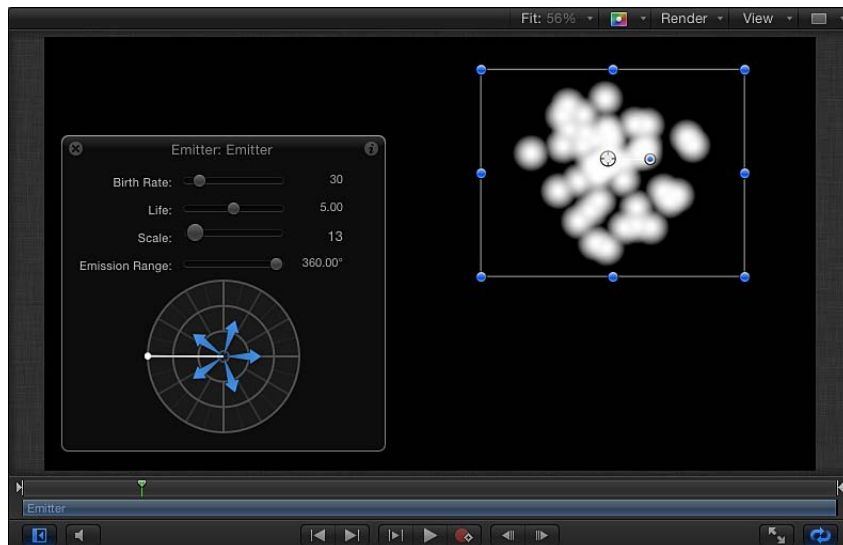 Fit: 56% Render View
Emitter: Emitter
Birth Rate: 30
Life: 5.00
Scale: 13
Emission Range: 360.00°
Emitter